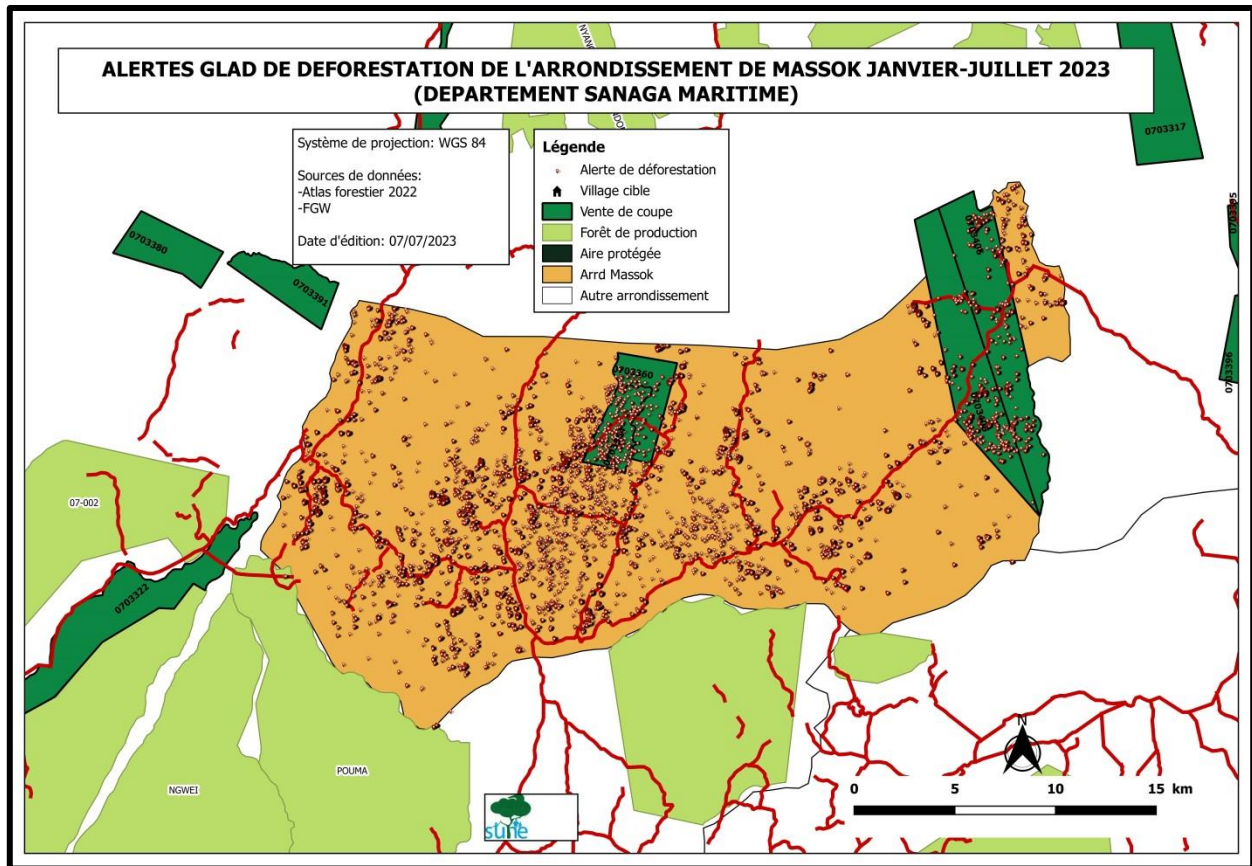 ALERTES GLAD DE DEFORESTATION DE L'ARRONDISSEMENT DE MASSOK JANVIER-JUILLET 2023
(DEPARTEMENT SANAGA MARITIME)
Système de projection: WGS 84
Sources de données:
-Atlas forestier 2022
-FGW
Date d'édition: 07/07/2023
Légende
Alerte de déforestation
Village cible
Vente de coupe
Forêt de production
Aire protégée
Arrd Massok
Autre arrondissement
0703317
0703380
0703391
0703360
0703396
07-002
0703322
POUMA
NGWEI
N
0 5 10 15 km